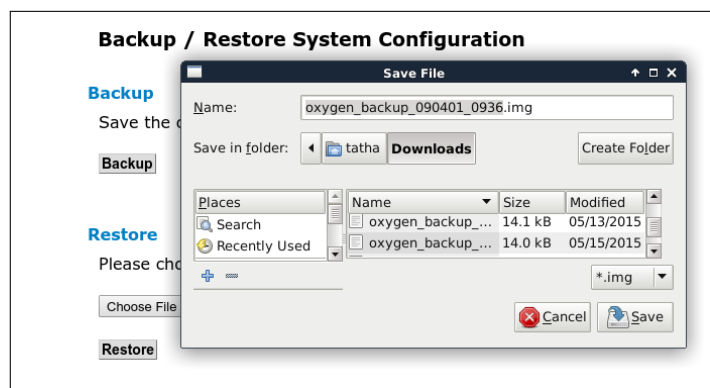 Backup / Restore System Configuration
Save File
Backup
Name: oxygen_backup_090401_0936.img
Save the
Save in folder: tatha Downloads Create Folder
Backup
Places Name Size Modified
Search oxygen_backup_... 14.1 kB 05/13/2015
Restore
Recently Used oxygen_backup_... 14.0 kB 05/15/2015
Please
*.img
Choose File
Cancel Save
Restore